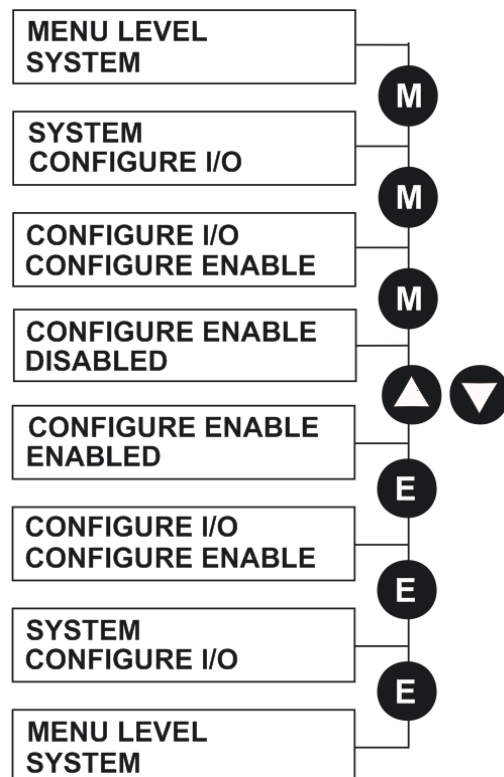 MENU LEVEL
SYSTEM
M
SYSTEM
CONFIGURE I/O
M
CONFIGURE I/O
CONFIGURE ENABLE
M
CONFIGURE ENABLE
DISABLED
CONFIGURE ENABLE
ENABLED
E
CONFIGURE I/O
CONFIGURE ENABLE
E
SYSTEM
CONFIGURE I/O
E
MENU LEVEL
SYSTEM